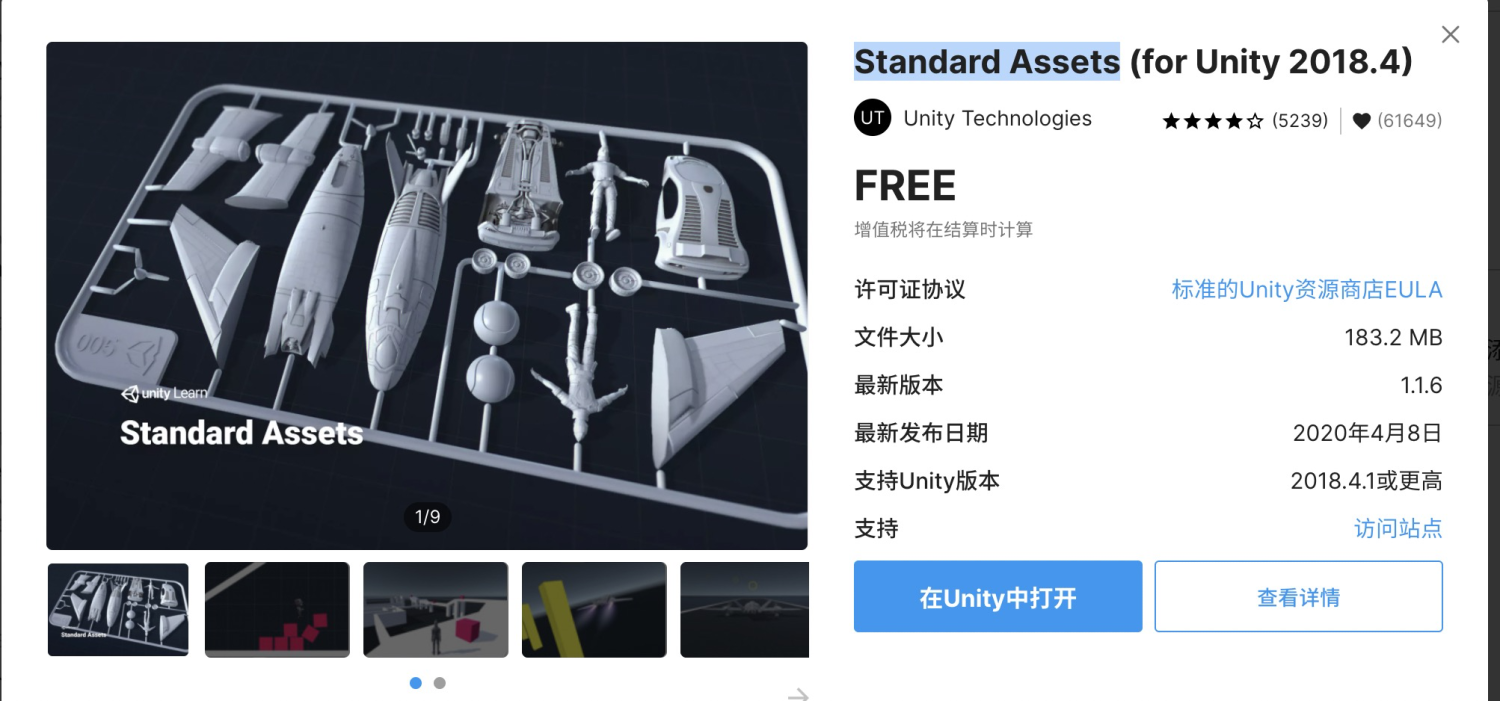 Standard Assets (for Unity 2018.4)
UT Unity Technologies
(5239) (61649)
FREE
增值税将在结算时计算
许可证协议 标准的Unity资源商店EULA
文件大小 183.2 MB
最新版本 1.1.6
最新发布日期 2020年4月8日
支持Unity版本 2018.4.1或更高
支持 访问站点
在Unity中打开 查看详情
005
unity Learn
Standard Assets
1/9
Standard Assets